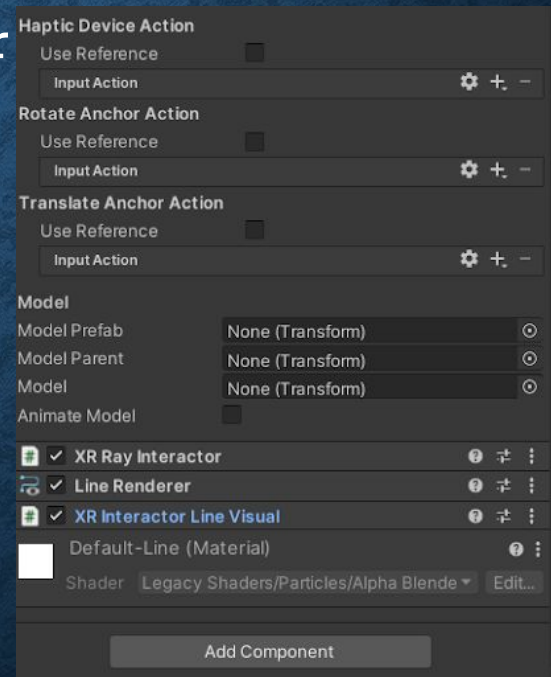 Haptic Device Action
Use Reference
Input Action
Rotate Anchor Action
Use Reference
Input Action
Translate Anchor Action
Use Reference
Input Action
Model
Model Prefab None (Transform)
Model Parent None (Transform)
Model None (Transform)
Animate Model
XR Ray Interactor
Line Renderer
XR Interactor Line Visual
Default-Line (Material)
Shader Legacy Shaders/Particles/Alpha Blende Edit...
Add Component